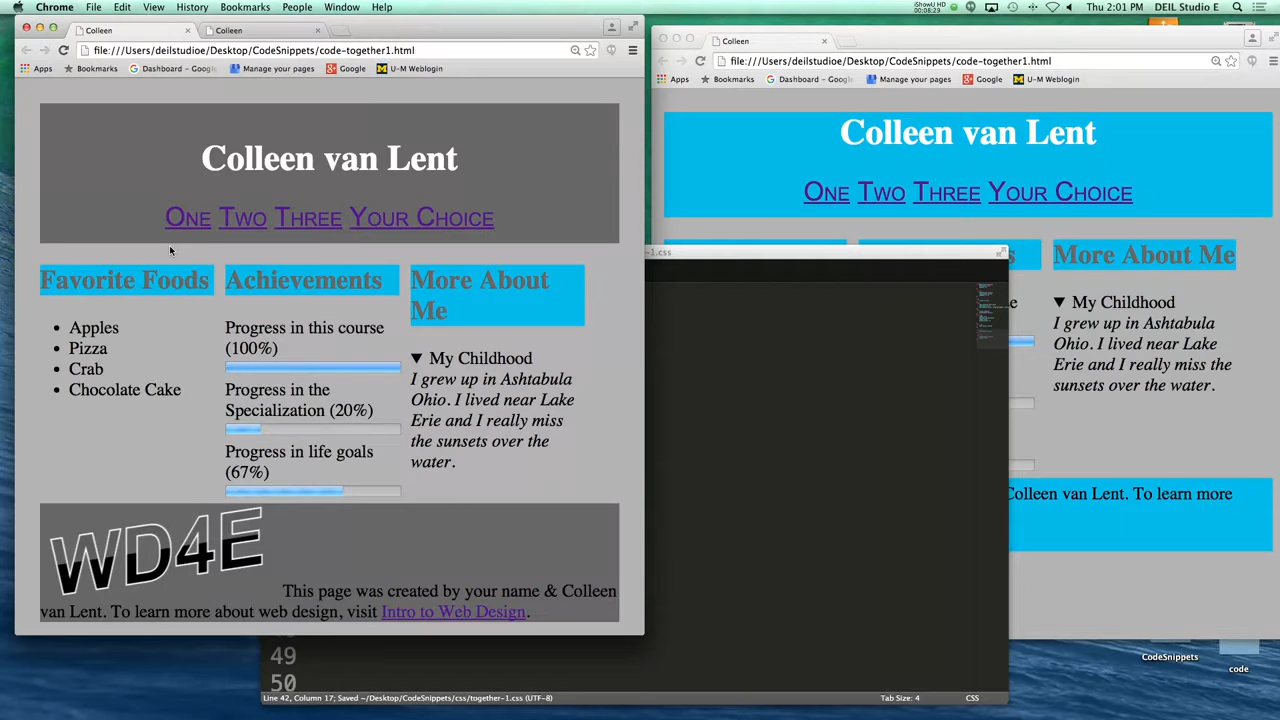 Chrome File Edit View History Bookmarks People Window Help
iShowU HD 00:08:29 Thu 2:01 PM DEIL Studio E
Colleen
Colleen
file:///Users/deilstudioe/Desktop/CodeSnippets/code-together1.html
Apps Bookmarks Dashboard - Google Manage your pages Google U-M Weblogin
Colleen van Lent
One Two Three Your Choice
Favorite Foods
Apples
Pizza
Crab
Chocolate Cake
Achievements
Progress in this course
(100%)
Progress in the
Specialization (20%)
Progress in life goals
(67%)
More About
Me
My Childhood
I grew up in Ashtabula
Ohio. I lived near Lake
Erie and I really miss
the sunsets over the
water.
WD4E
This page was created by your name & Colleen
van Lent. To learn more about web design, visit Intro to Web Design.
Colleen
file:///Users/deilstudioe/Desktop/CodeSnippets/code-together1.html
Apps Bookmarks Dashboard - Google Manage your pages Google U-M Weblogin
Colleen van Lent
One Two Three Your Choice
More About Me
My Childhood
I grew up in Ashtabula
Ohio. I lived near Lake
Erie and I really miss the
sunsets over the water.
Colleen van Lent. To learn more
-1.css
49
50
Line 42, Column 17; Saved ~/Desktop/CodeSnippets/css/together-1.css (UTF-8)
Tab Size: 4
CSS
CodeSnippets
code